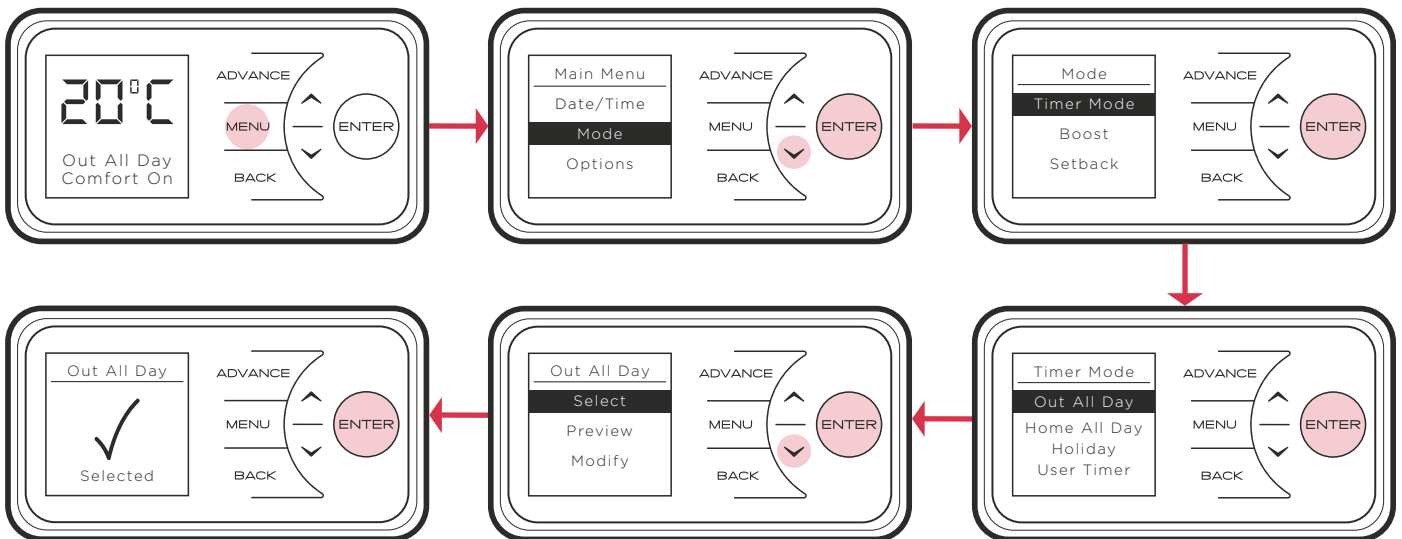 20°C
Out All Day
Comfort On
ADVANCE
MENU
BACK
ENTER
Main Menu
Date/Time
Mode
Options
ADVANCE
MENU
BACK
ENTER
Mode
Timer Mode
Boost
Setback
ADVANCE
MENU
BACK
ENTER
Timer Mode
Out All Day
Home All Day
Holiday
User Timer
ADVANCE
MENU
BACK
ENTER
Out All Day
Select
Preview
Modify
ADVANCE
MENU
BACK
ENTER
Out All Day
Selected
ADVANCE
MENU
BACK
ENTER